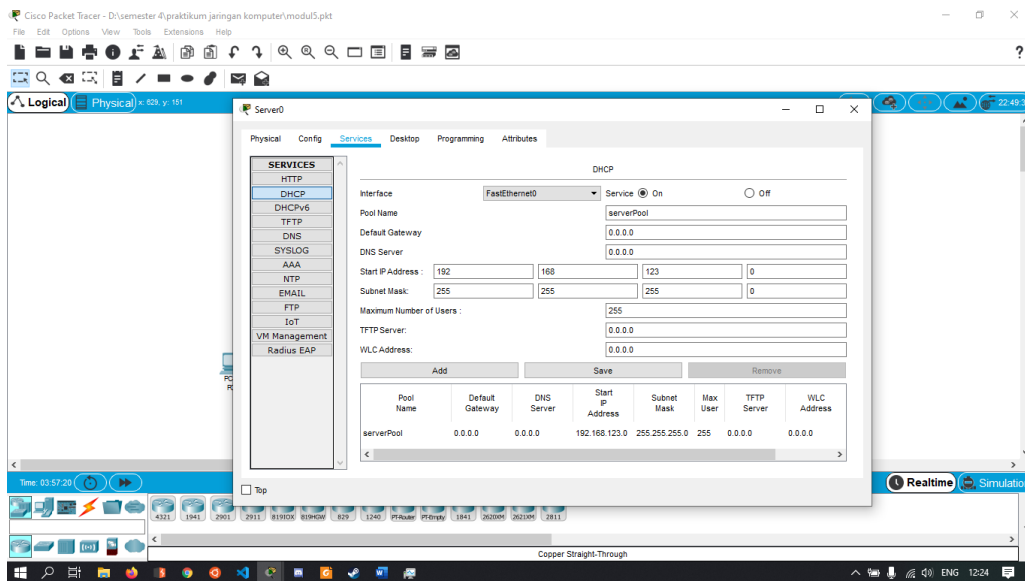 Cisco Packet Tracer - D:\semester 4\praktikum jaringan komputer\modul5.pkt
File Edit Options View Tools Extensions Help
?
Logical Physical x: 629, y: 151
22:49:3
Server0
Physical Config Services Desktop Programming Attributes
SERVICES
HTTP
DHCP
DHCPv6
TFTP
DNS
SYSLOG
AAA
NTP
EMAIL
FTP
IoT
VM Management
Radius EAP
DHCP
Interface FastEthernet0 Service On Off
Pool Name serverPool
Default Gateway 0.0.0.0
DNS Server 0.0.0.0
Start IP Address : 192 168 123 0
Subnet Mask: 255 255 255 0
Maximum Number of Users : 255
TFTP Server: 0.0.0.0
WLC Address: 0.0.0.0
Add Save Remove
Pool Name Default Gateway DNS Server Start IP Address Subnet Mask Max User TFTP Server WLC Address
serverPool 0.0.0.0 0.0.0.0 192.168.123.0 255.255.255.0 255 0.0.0.0 0.0.0.0
Top
PC
Time: 03:57:20
Realtime Simulatio
4321 1941 2901 2911 819IOX 819HGW 829 1240 PT-Router PT-Empty 1841 2620XM 2621XM 2811
Copper Straight-Through
ENG 12:24